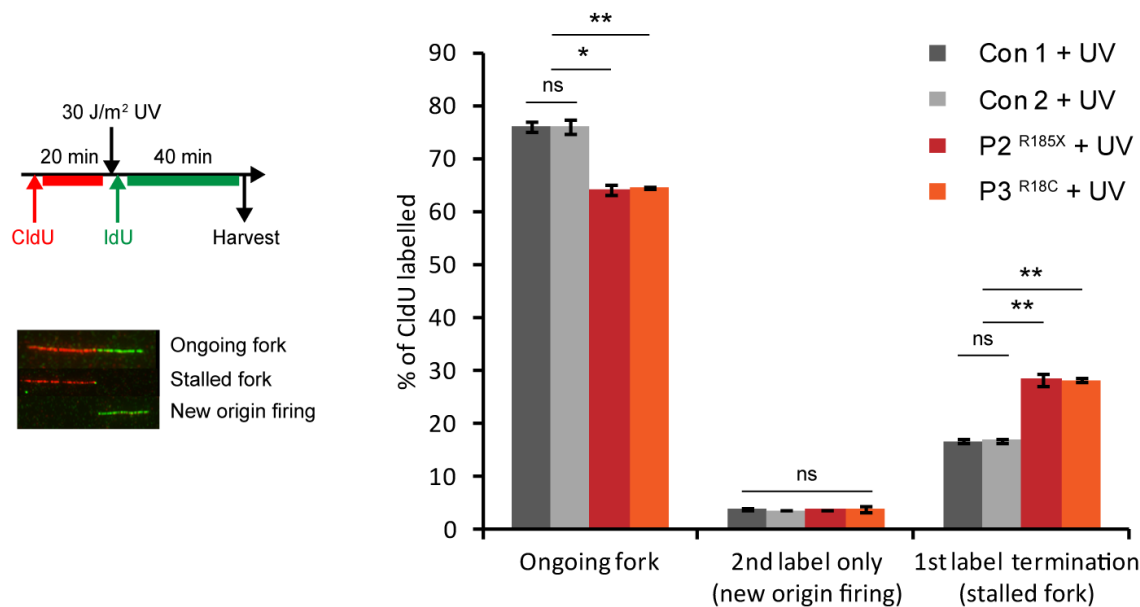 30 J/m² UV
20 min
40 min
CldU
IdU
Harvest
Ongoing fork
Stalled fork
New origin firing
% of CldU labelled
90
80
70
60
50
40
30
20
10
0
**
*
ns
ns
**
**
ns
Ongoing fork
2nd label only
(new origin firing)
1st label termination
(stalled fork)
Con 1 + UV
Con 2 + UV
P2 R185X + UV
P3 R18C + UV